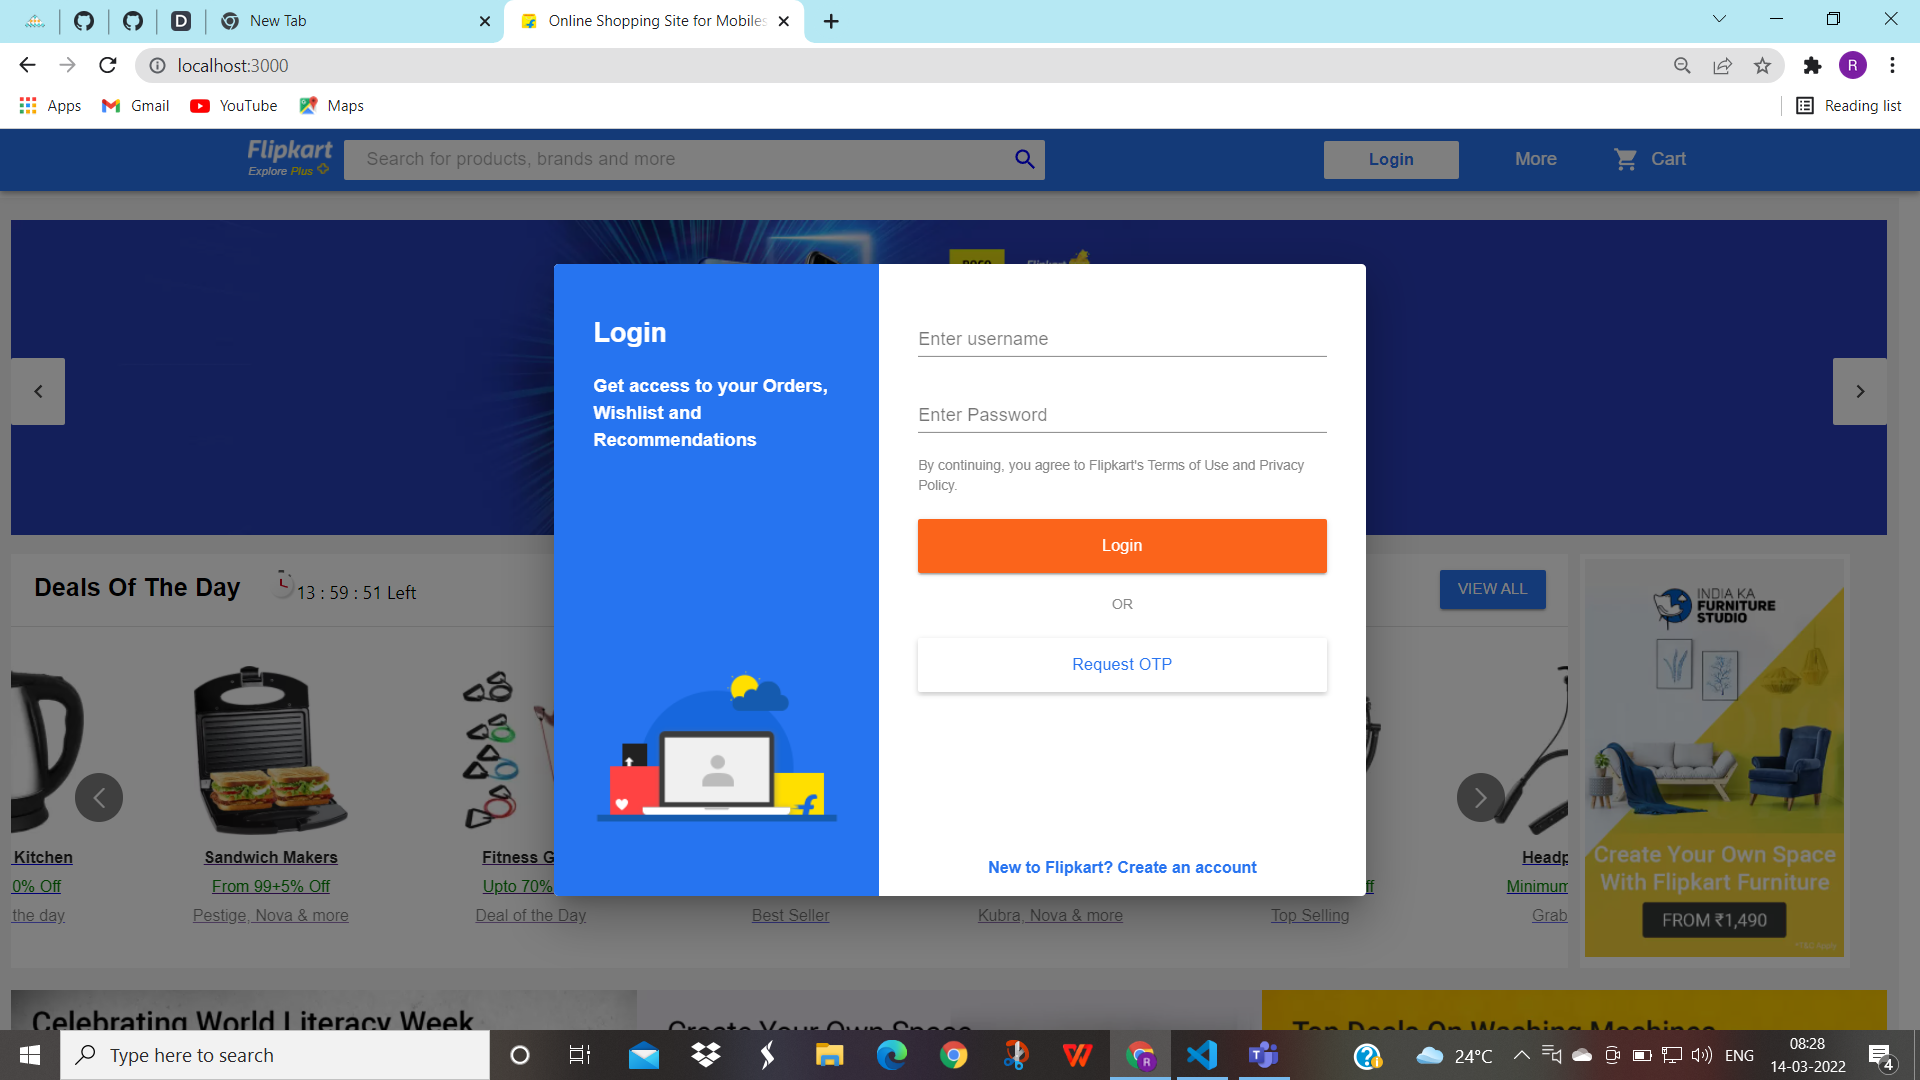 New Tab
Online Shopping Site for Mobiles
localhost:3000
R
Apps
Gmail
YouTube
Maps
Reading list
Flipkart
Explore Plus
Search for products, brands and more
Login
More
Cart
Login
Get access to your Orders,
Wishlist and
Recommendations
Enter username
Enter Password
By continuing, you agree to Flipkart's Terms of Use and Privacy
Policy.
Login
OR
Request OTP
New to Flipkart? Create an account
Deals Of The Day
13 : 59 : 51 Left
VIEW ALL
Kitchen
0% Off
the day
Sandwich Makers
From 99+5% Off
Pestige, Nova & more
Fitness G
Upto 70%
Deal of the Day
Best Seller
Kubra, Nova & more
Top Selling
Headp
Minimum
Grab
INDIA KA
FURNITURE
STUDIO
Create Your Own Space
With Flipkart Furniture
FROM ₹1,490
Celebrating World Literacy Week
Create Your Own Space
Top Deals On Washing Machines
Type here to search
24°C
ENG
08:28
14-03-2022
4